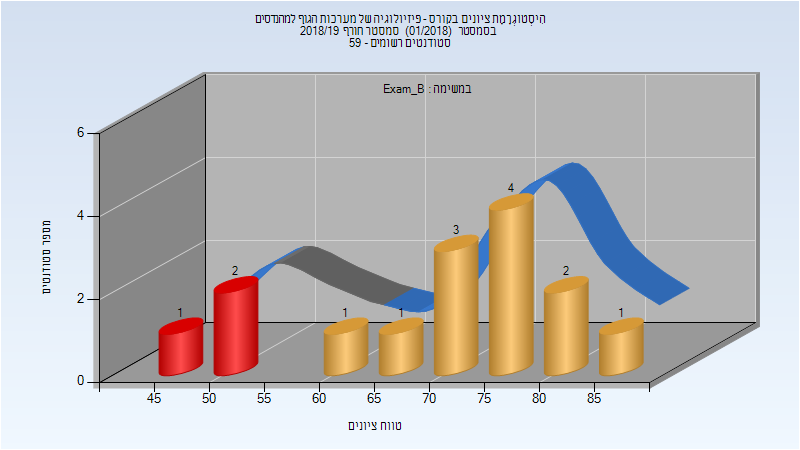 היסטוגרמת ציונים בקורס - פיזיולוגיה של מערכות הגוף למהנדסים
בסמסטר (01/2018) סמסטר חורף 2018/19
סטודנטים רשומים - 59
במשימה : Exam_B
מספר סטודנטים
6
4
2
0
1
2
1
1
3
4
2
1
45 50 55 60 65 70 75 80 85
טווח ציונים